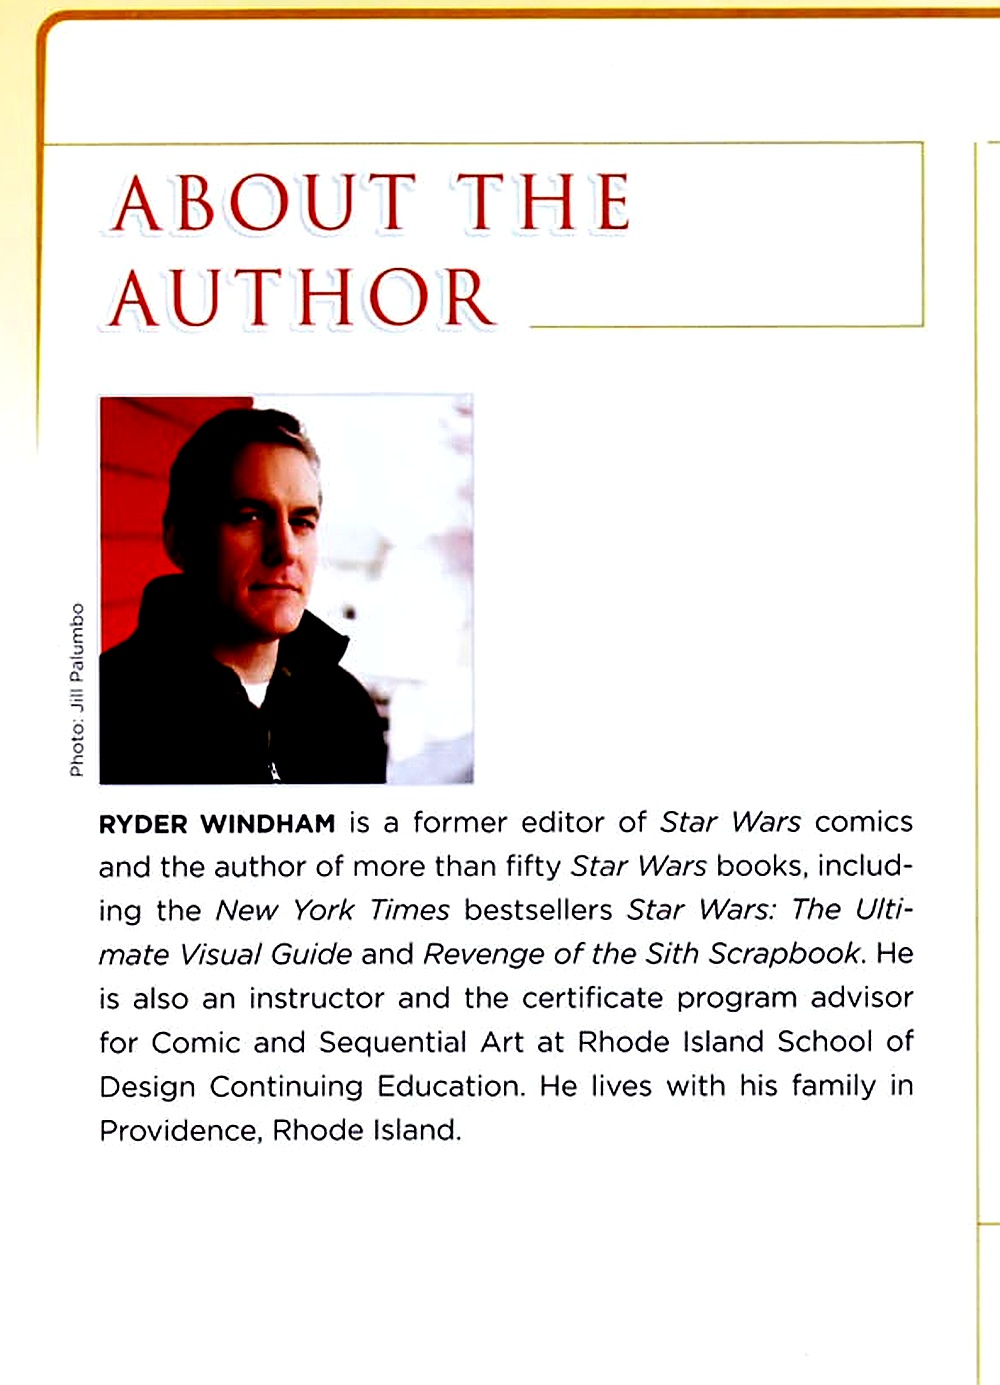 ABOUT THE
AUTHOR
Photo: Jill Palumbo
RYDER WINDHAM is a former editor of Star Wars comics
and the author of more than fifty Star Wars books, includ-
ing the New York Times bestsellers Star Wars: The Ulti-
mate Visual Guide and Revenge of the Sith Scrapbook. He
is also an instructor and the certificate program advisor
for Comic and Sequential Art at Rhode Island School of
Design Continuing Education. He lives with his family in
Providence, Rhode Island.